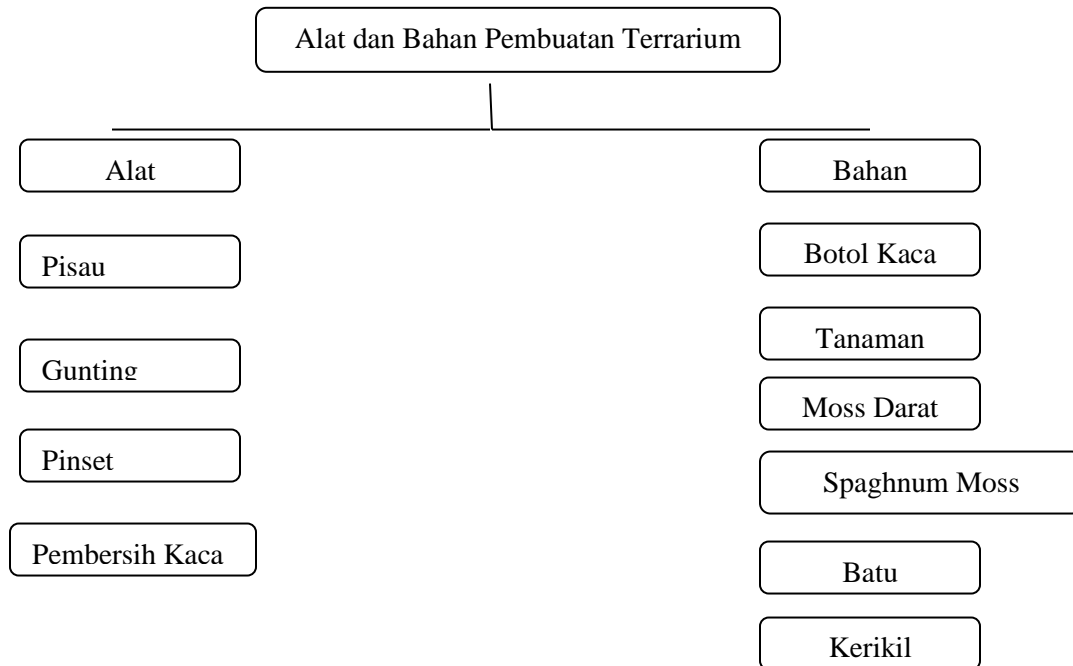 Alat dan Bahan Pembuatan Terrarium
Alat
Pisau
Gunting
Pinset
Pembersih Kaca
Bahan
Botol Kaca
Tanaman
Moss Darat
Spaghnum Moss
Batu
Kerikil